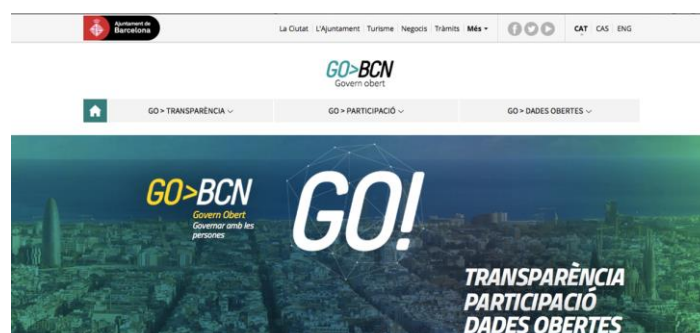 Ajuntament de
Barcelona
La Ciutat L'Ajuntament Turisme Negocis Tràmits Més
CAT CAS ENG
GO>BCN
Govern obert
GO > TRANSPARÈNCIA
GO > PARTICIPACIÓ
GO > DADES OBERTES
GO>BCN
Govern Obert
Governar amb les
persones
GO!
TRANSPARÈNCIA
PARTICIPACIÓ
DADES OBERTES